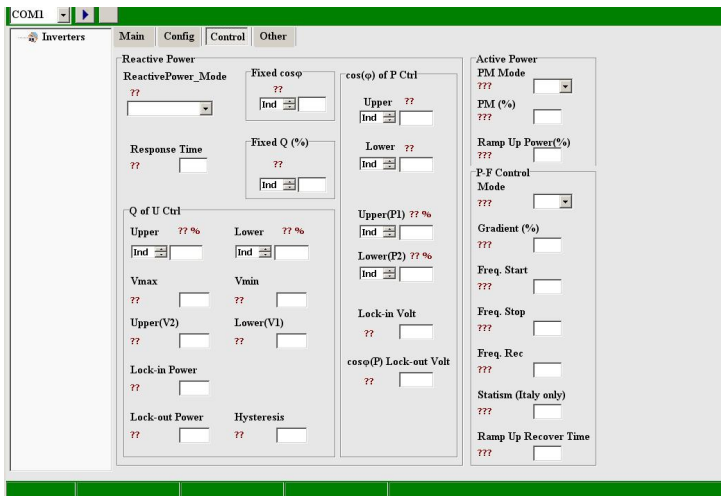 COM1
Inverters
Main Config Control Other
Reactive Power
ReactivePower_Mode
??
Response Time
??
Fixed cosφ
??
Ind
Fixed Q (%)
??
Ind
Q of U Ctrl
Upper ?? % Lower ?? %
Ind Ind
Vmax Vmin
?? ??
Upper(V2) Lower(V1)
?? ??
Lock-in Power
??
Lock-out Power Hysteresis
?? ??
cos(φ) of P Ctrl
Upper ??
Ind
Lower ??
Ind
Upper(P1) ?? %
Ind
Lower(P2) ?? %
Ind
Lock-in Volt
??
cosφ(P) Lock-out Volt
??
Active Power
PM Mode
???
PM (%)
???
Ramp Up Power(%)
???
P-F Control
Mode
???
Gradient (%)
???
Freq. Start
???
Freq. Stop
???
Freq. Rec
???
Statism (Italy only)
???
Ramp Up Recover Time
???